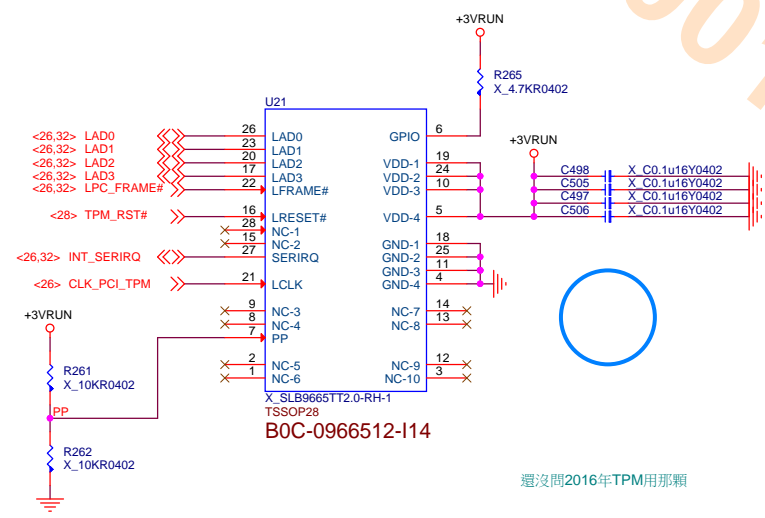 +3VRUN
R265
X_4.7KR0402
U21
<26,32> LAD0 26 LAD0 GPIO 6
<26,32> LAD1 23 LAD1
+3VRUN
<26,32> LAD2 20 LAD2 VDD-1 19
C498 X_C0.1u16Y0402
<26,32> LAD3 17 LAD3 VDD-2 24
C505 X_C0.1u16Y0402
<26,32> LPC_FRAME# 22 LFRAME# VDD-3 10
C497 X_C0.1u16Y0402
<28> TPM_RST# 16 LRESET# VDD-4 5
C506 X_C0.1u16Y0402
28 NC-1
15 NC-2 GND-1 18
<26,32> INT_SERIRQ 27 SERIRQ GND-2 25
GND-3 11
<26> CLK_PCI_TPM 21 LCLK GND-4 4
9 NC-3 NC-7 14
8 NC-4 NC-8 13
+3VRUN
7 PP
2 NC-5 NC-9 12
1 NC-6 NC-10 3
R261
X_10KR0402
X_SLB9665TT2.0-RH-1
TSSOP28
PP
B0C-0966512-I14
R262
X_10KR0402
還沒問2016年TPM用那顆